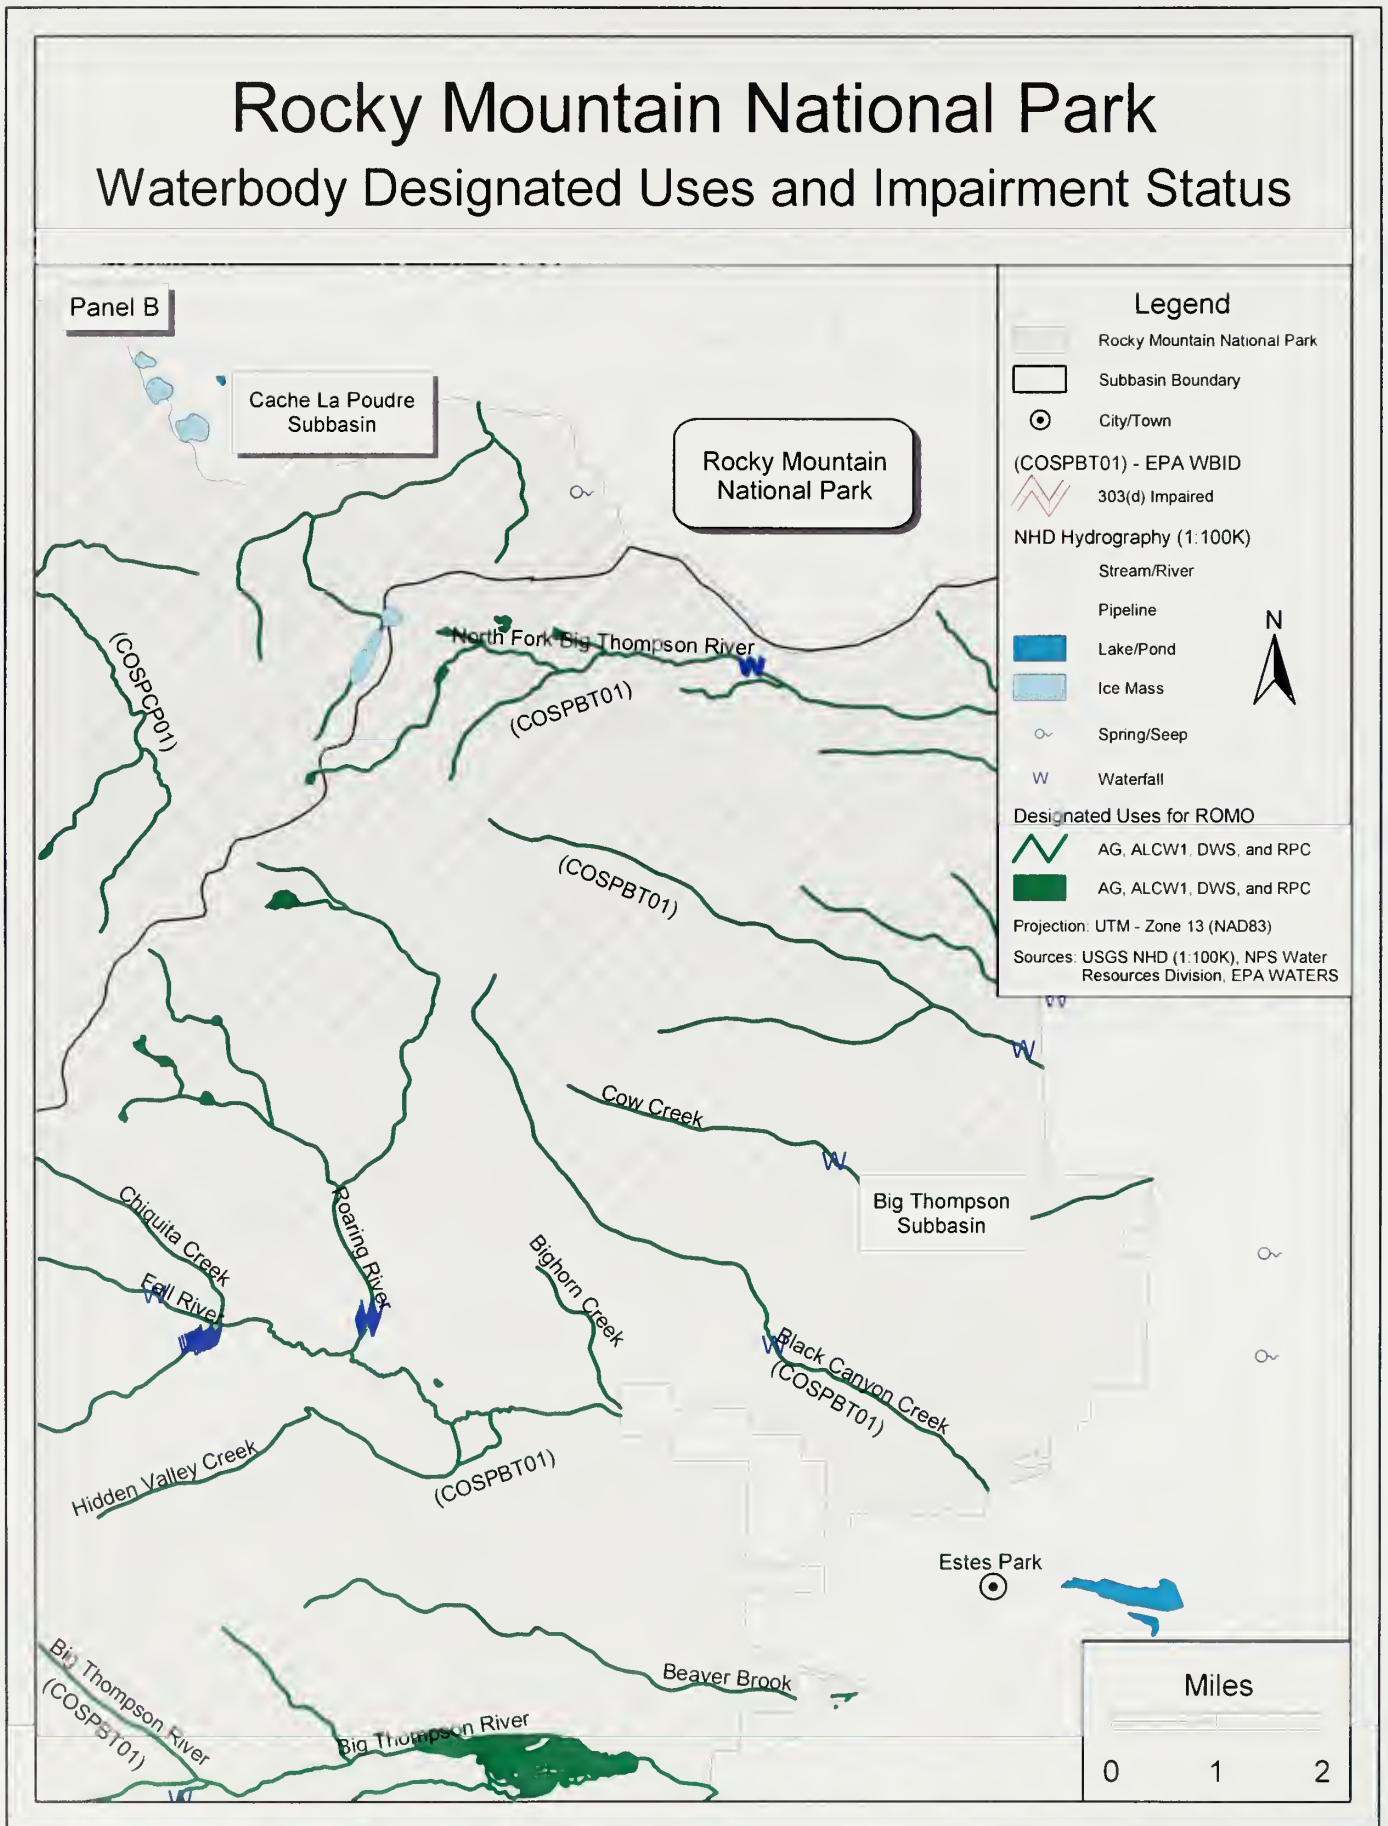 Rocky Mountain National Park
Waterbody Designated Uses and Impairment Status
Panel B
Cache La Poudre
Subbasin
Rocky Mountain
National Park
Legend
Rocky Mountain National Park
Subbasin Boundary
City/Town
(COSPBT01) - EPA WBID
303(d) Impaired
NHD Hydrography (1:100K)
Stream/River
Pipeline
Lake/Pond
Ice Mass
Spring/Seep
W Waterfall
N
Designated Uses for ROMO
AG, ALCW1, DWS, and RPC
AG, ALCW1, DWS, and RPC
Projection: UTM - Zone 13 (NAD83)
Sources: USGS NHD (1:100K), NPS Water
Resources Division, EPA WATERS
(COSPCP01)
North Fork Big Thompson River
W
(COSPBT01)
(COSPBT01)
W
W
Cow Creek
W
Big Thompson
Subbasin
Chiquita Creek
Roaring River
Fall River
W
W
Bighorn Creek
W
Black Canyon Creek
(COSPBT01)
Hidden Valley Creek
(COSPBT01)
Estes Park
Beaver Brook
Big Thompson River
(COSPBT01)
Big Thompson River
W
Miles
0 1 2